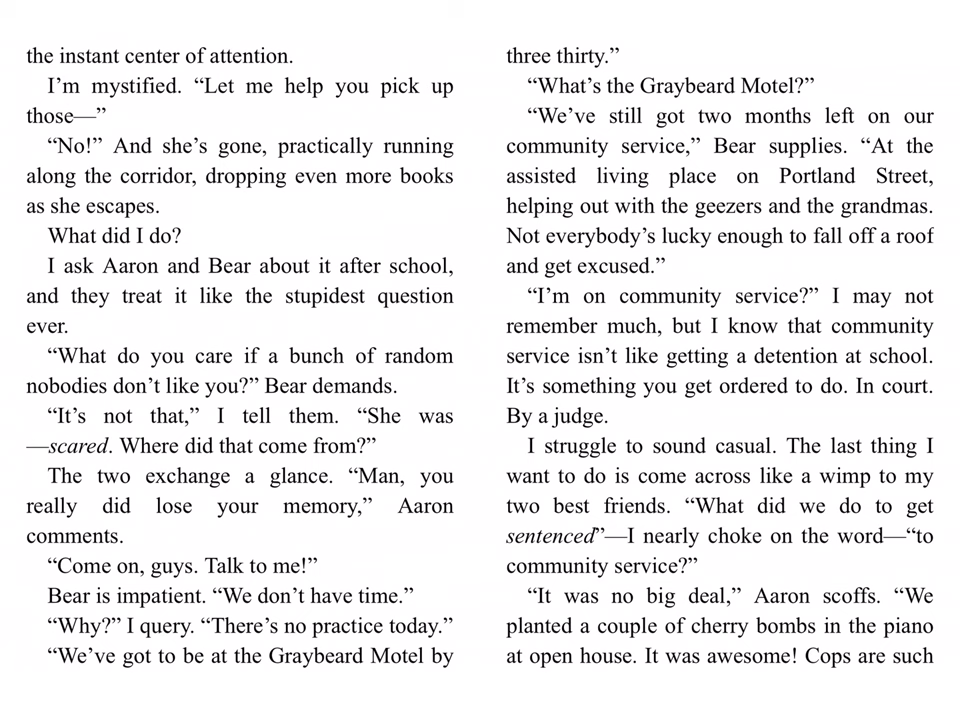 the instant center of attention.
I’m mystified. “Let me help you pick up
those—”
“No!” And she’s gone, practically running
along the corridor, dropping even more books
as she escapes.
What did I do?
I ask Aaron and Bear about it after school,
and they treat it like the stupidest question
ever.
“What do you care if a bunch of random
nobodies don’t like you?” Bear demands.
“It’s not that,” I tell them. “She was
—scared. Where did that come from?”
The two exchange a glance. “Man, you
really did lose your memory,” Aaron
comments.
“Come on, guys. Talk to me!”
Bear is impatient. “We don’t have time.”
“Why?” I query. “There’s no practice today.”
“We’ve got to be at the Graybeard Motel by
three thirty.”
“What’s the Graybeard Motel?”
“We’ve still got two months left on our
community service,” Bear supplies. “At the
assisted living place on Portland Street,
helping out with the geezers and the grandmas.
Not everybody’s lucky enough to fall off a roof
and get excused.”
“I’m on community service?” I may not
remember much, but I know that community
service isn’t like getting a detention at school.
It’s something you get ordered to do. In court.
By a judge.
I struggle to sound casual. The last thing I
want to do is come across like a wimp to my
two best friends. “What did we do to get
sentenced”—I nearly choke on the word—“to
community service?”
“It was no big deal,” Aaron scoffs. “We
planted a couple of cherry bombs in the piano
at open house. It was awesome! Cops are such